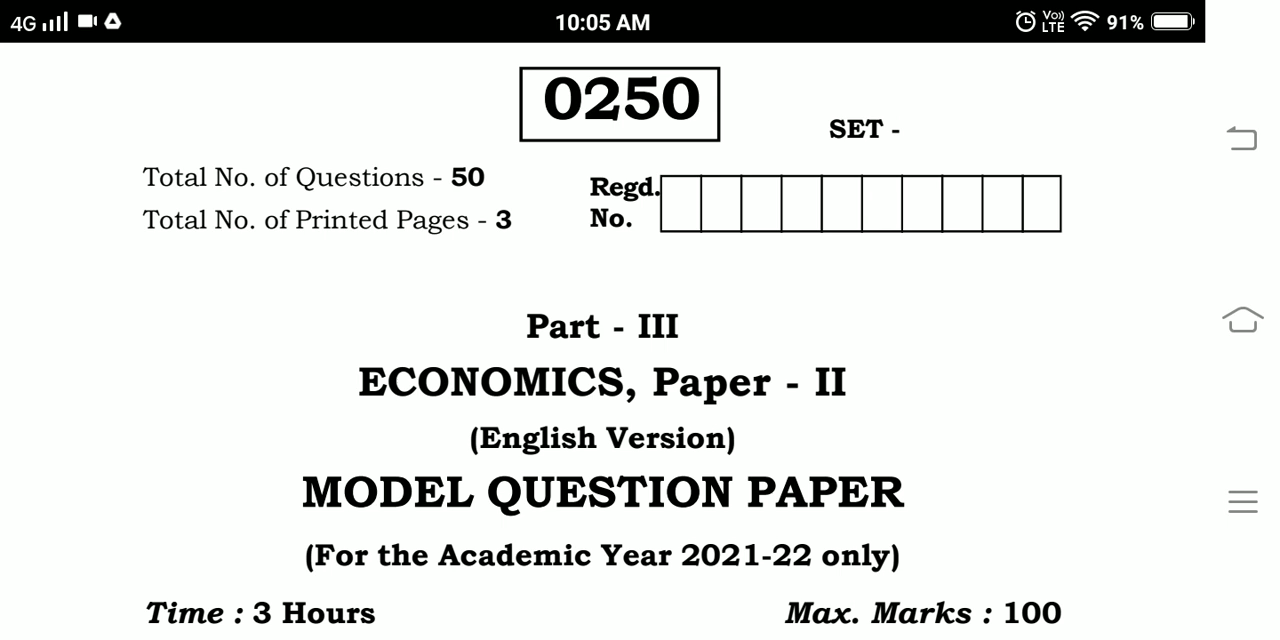 4G 10:05 AM Vo)) LTE 91%
0250
SET -
Total No. of Questions - 50
Total No. of Printed Pages - 3
Regd.
No.
Part - III
ECONOMICS, Paper - II
(English Version)
MODEL QUESTION PAPER
(For the Academic Year 2021-22 only)
Time : 3 Hours Max. Marks : 100